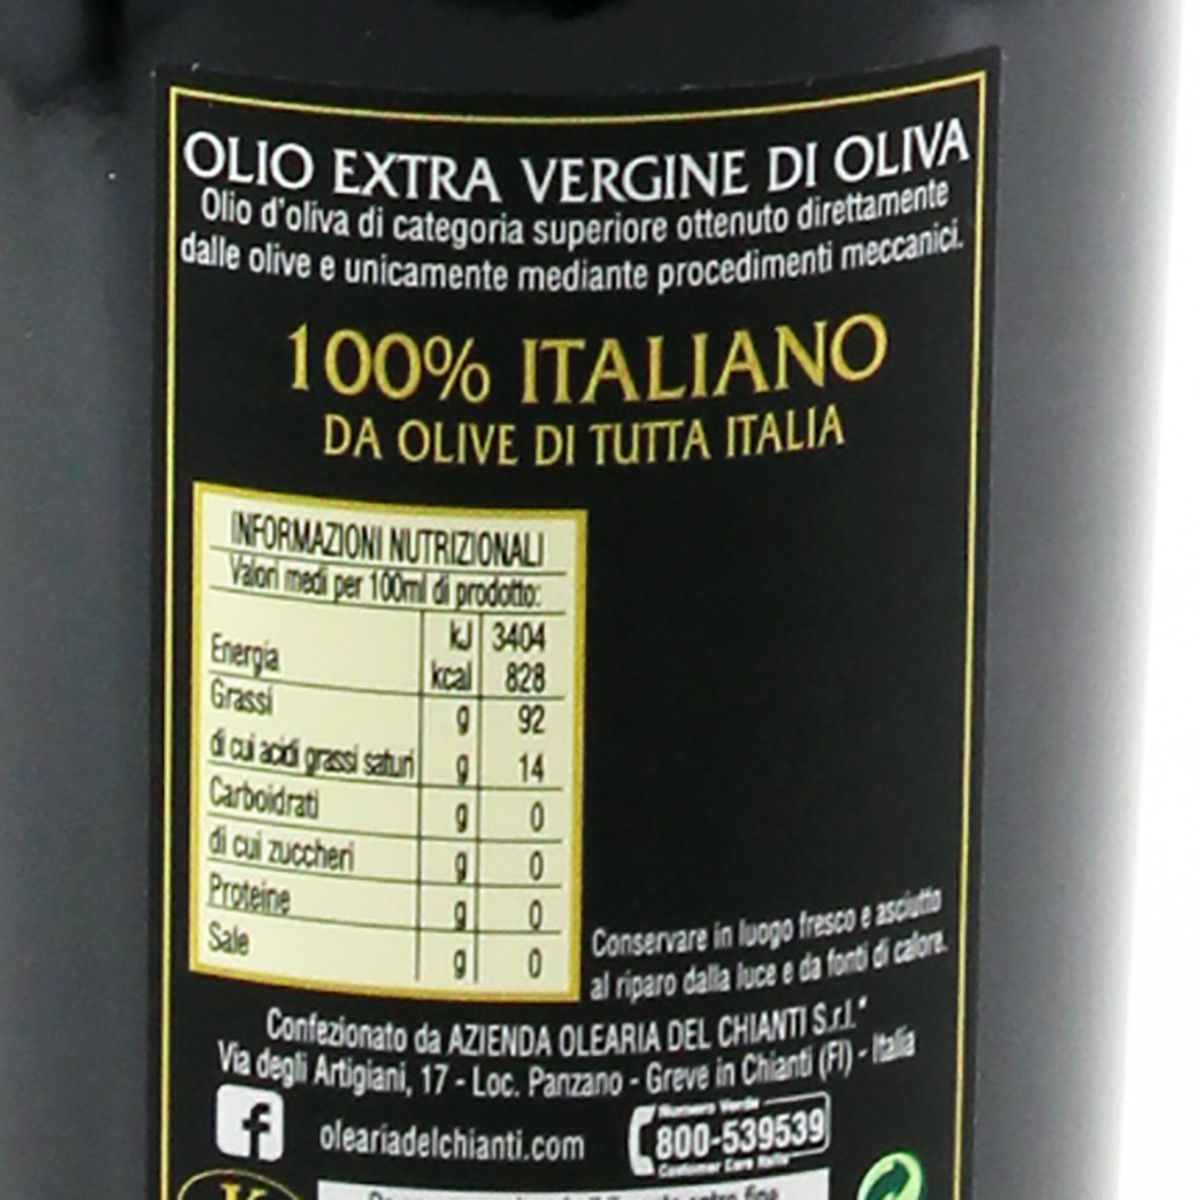 OLIO EXTRA VERGINE DI OLIVA
Olio d'oliva di categoria superiore ottenuto direttamente
dalle olive e unicamente mediante procedimenti meccanici.
100% ITALIANO
DA OLIVE DI TUTTA ITALIA
INFORMAZIONI NUTRIZIONALI
Valori medi per 100ml di prodotto:
Energia kJ 3404
kcal 828
Grassi g 92
di cui acidi grassi saturi g 14
Carboidrati g 0
di cui zuccheri g 0
Proteine g 0
Sale g 0
Conservare in luogo fresco e asciutto
al riparo dalla luce e da fonti di calore.
Confezionato da AZIENDA OLEARIA DEL CHIANTI S.r.l.*
Via degli Artigiani, 17 - Loc. Panzano - Greve in Chianti (FI) - Italia
f
oleariadelchianti.com
Numero Verde
800-539539
Customer Care Italia
K
entro fine